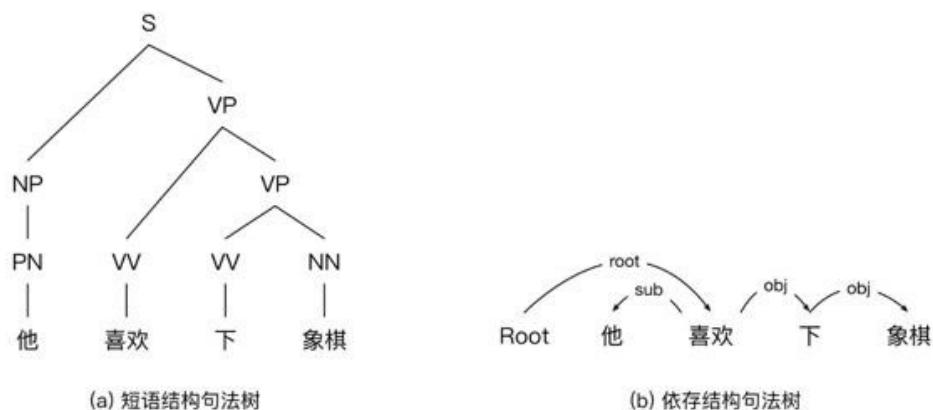 S
VP
NP
VP
PN VV VV NN
他 喜欢 下 象棋
(a) 短语结构句法树
root
sub obj obj
Root 他 喜欢 下 象棋
(b) 依存结构句法树